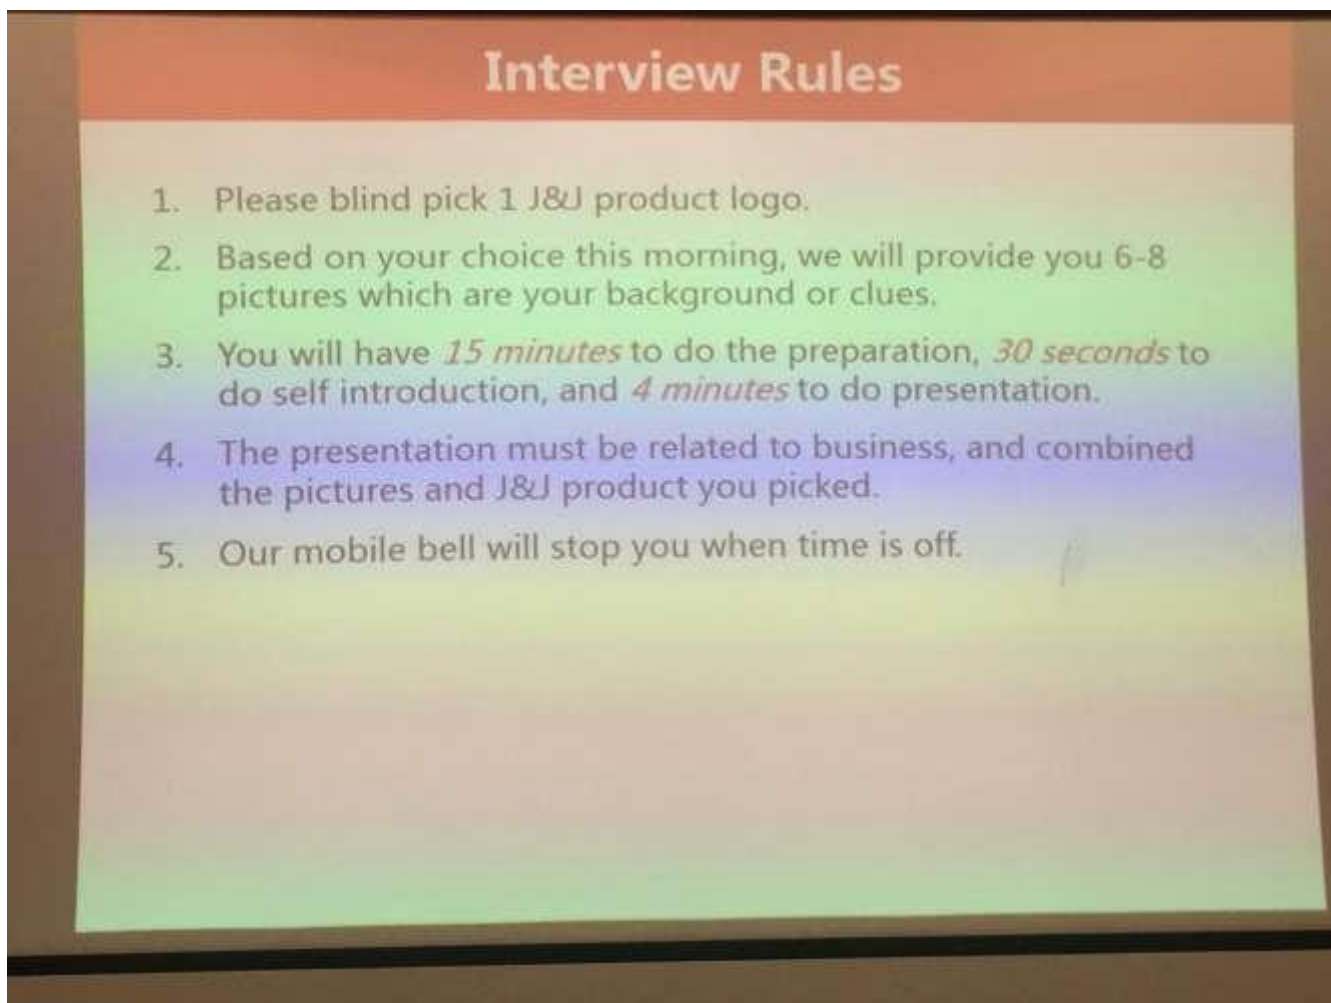 Interview Rules
1. Please blind pick 1 J&J product logo.
2. Based on your choice this morning, we will provide you 6-8
pictures which are your background or clues.
3. You will have 15 minutes to do the preparation, 30 seconds to
do self introduction, and 4 minutes to do presentation.
4. The presentation must be related to business, and combined
the pictures and J&J product you picked.
5. Our mobile bell will stop you when time is off.